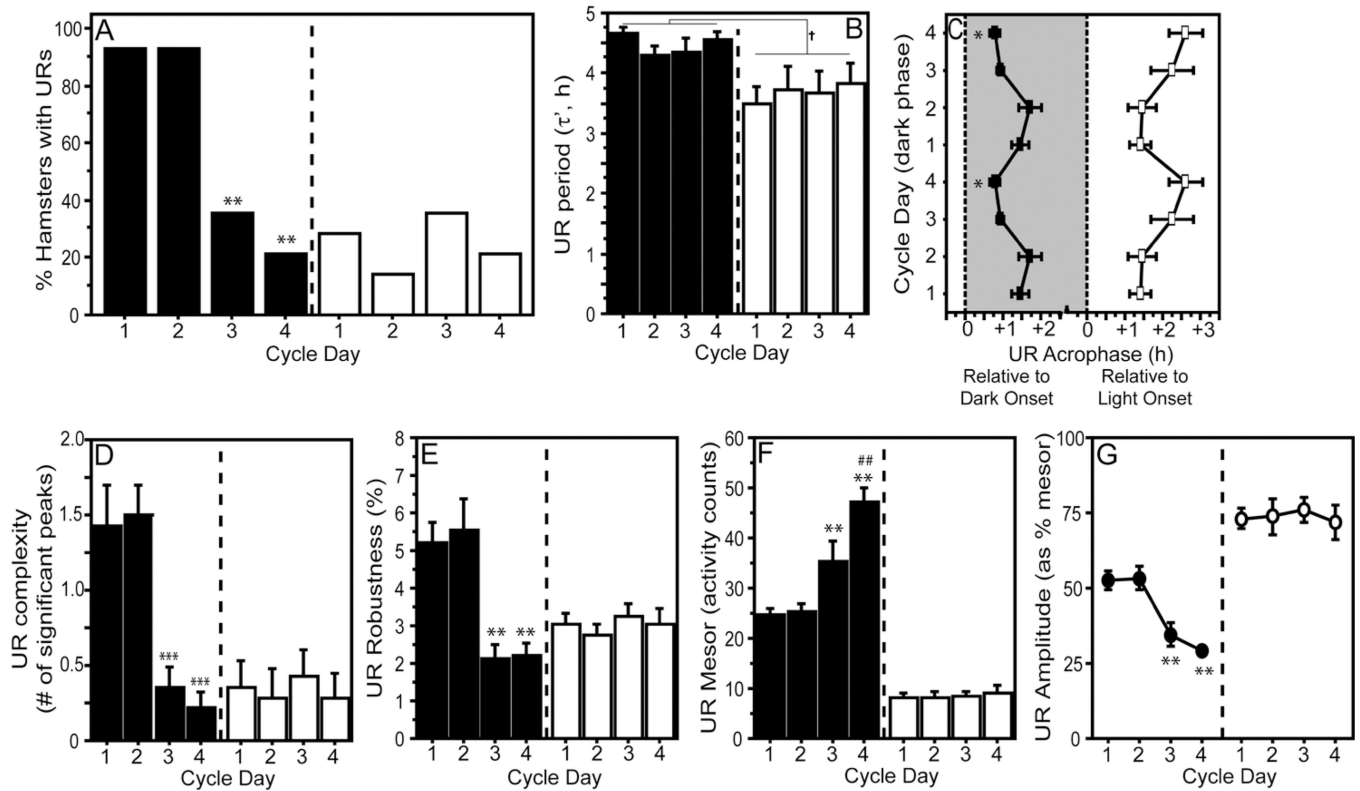 A
% Hamsters with URs
100
80
60
40
20
0
**
**
1 2 3 4 1 2 3 4
Cycle Day
B
UR period (τ', h)
5
4
3
2
1
0
†
1 2 3 4 1 2 3 4
Cycle Day
C
Cycle Day (dark phase)
4
3
2
1
4
3
2
1
*
*
0 +1 +2 0 +1 +2 +3
UR Acrophase (h)
Relative to Relative to
Dark Onset Light Onset
D
UR complexity
(# of significant peaks)
2.0
1.5
1.0
0.5
0
***
***
1 2 3 4 1 2 3 4
Cycle Day
E
UR Robustness (%)
8
7
6
5
4
3
2
1
0
** **
1 2 3 4 1 2 3 4
Cycle Day
F
UR Mesor (activity counts)
60
50
40
30
20
10
0
##
**
**
1 2 3 4 1 2 3 4
Cycle Day
G
UR Amplitude (as % mesor)
100
75
50
25
0
**
**
1 2 3 4 1 2 3 4
Cycle Day